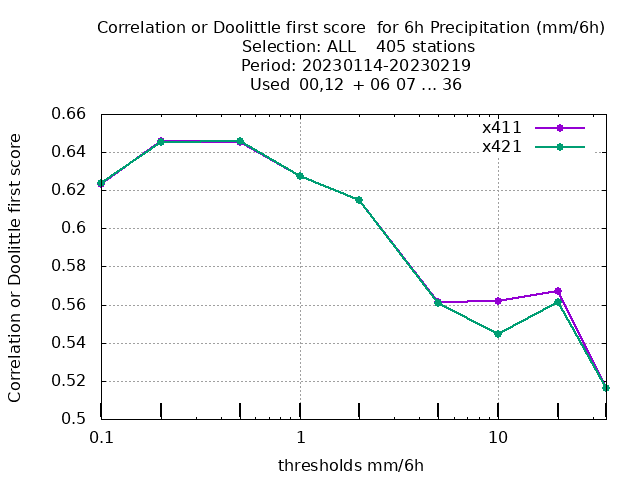 Correlation or Doolittle first score  for 6h Precipitation (mm/6h)
Selection: ALL    405 stations
Period: 20230114-20230219
Used  00,12  + 06 07 ... 36
x411
x421
Correlation or Doolittle first score
0.66
0.64
0.62
0.6
0.58
0.56
0.54
0.52
0.5
0.1
1
10
thresholds mm/6h